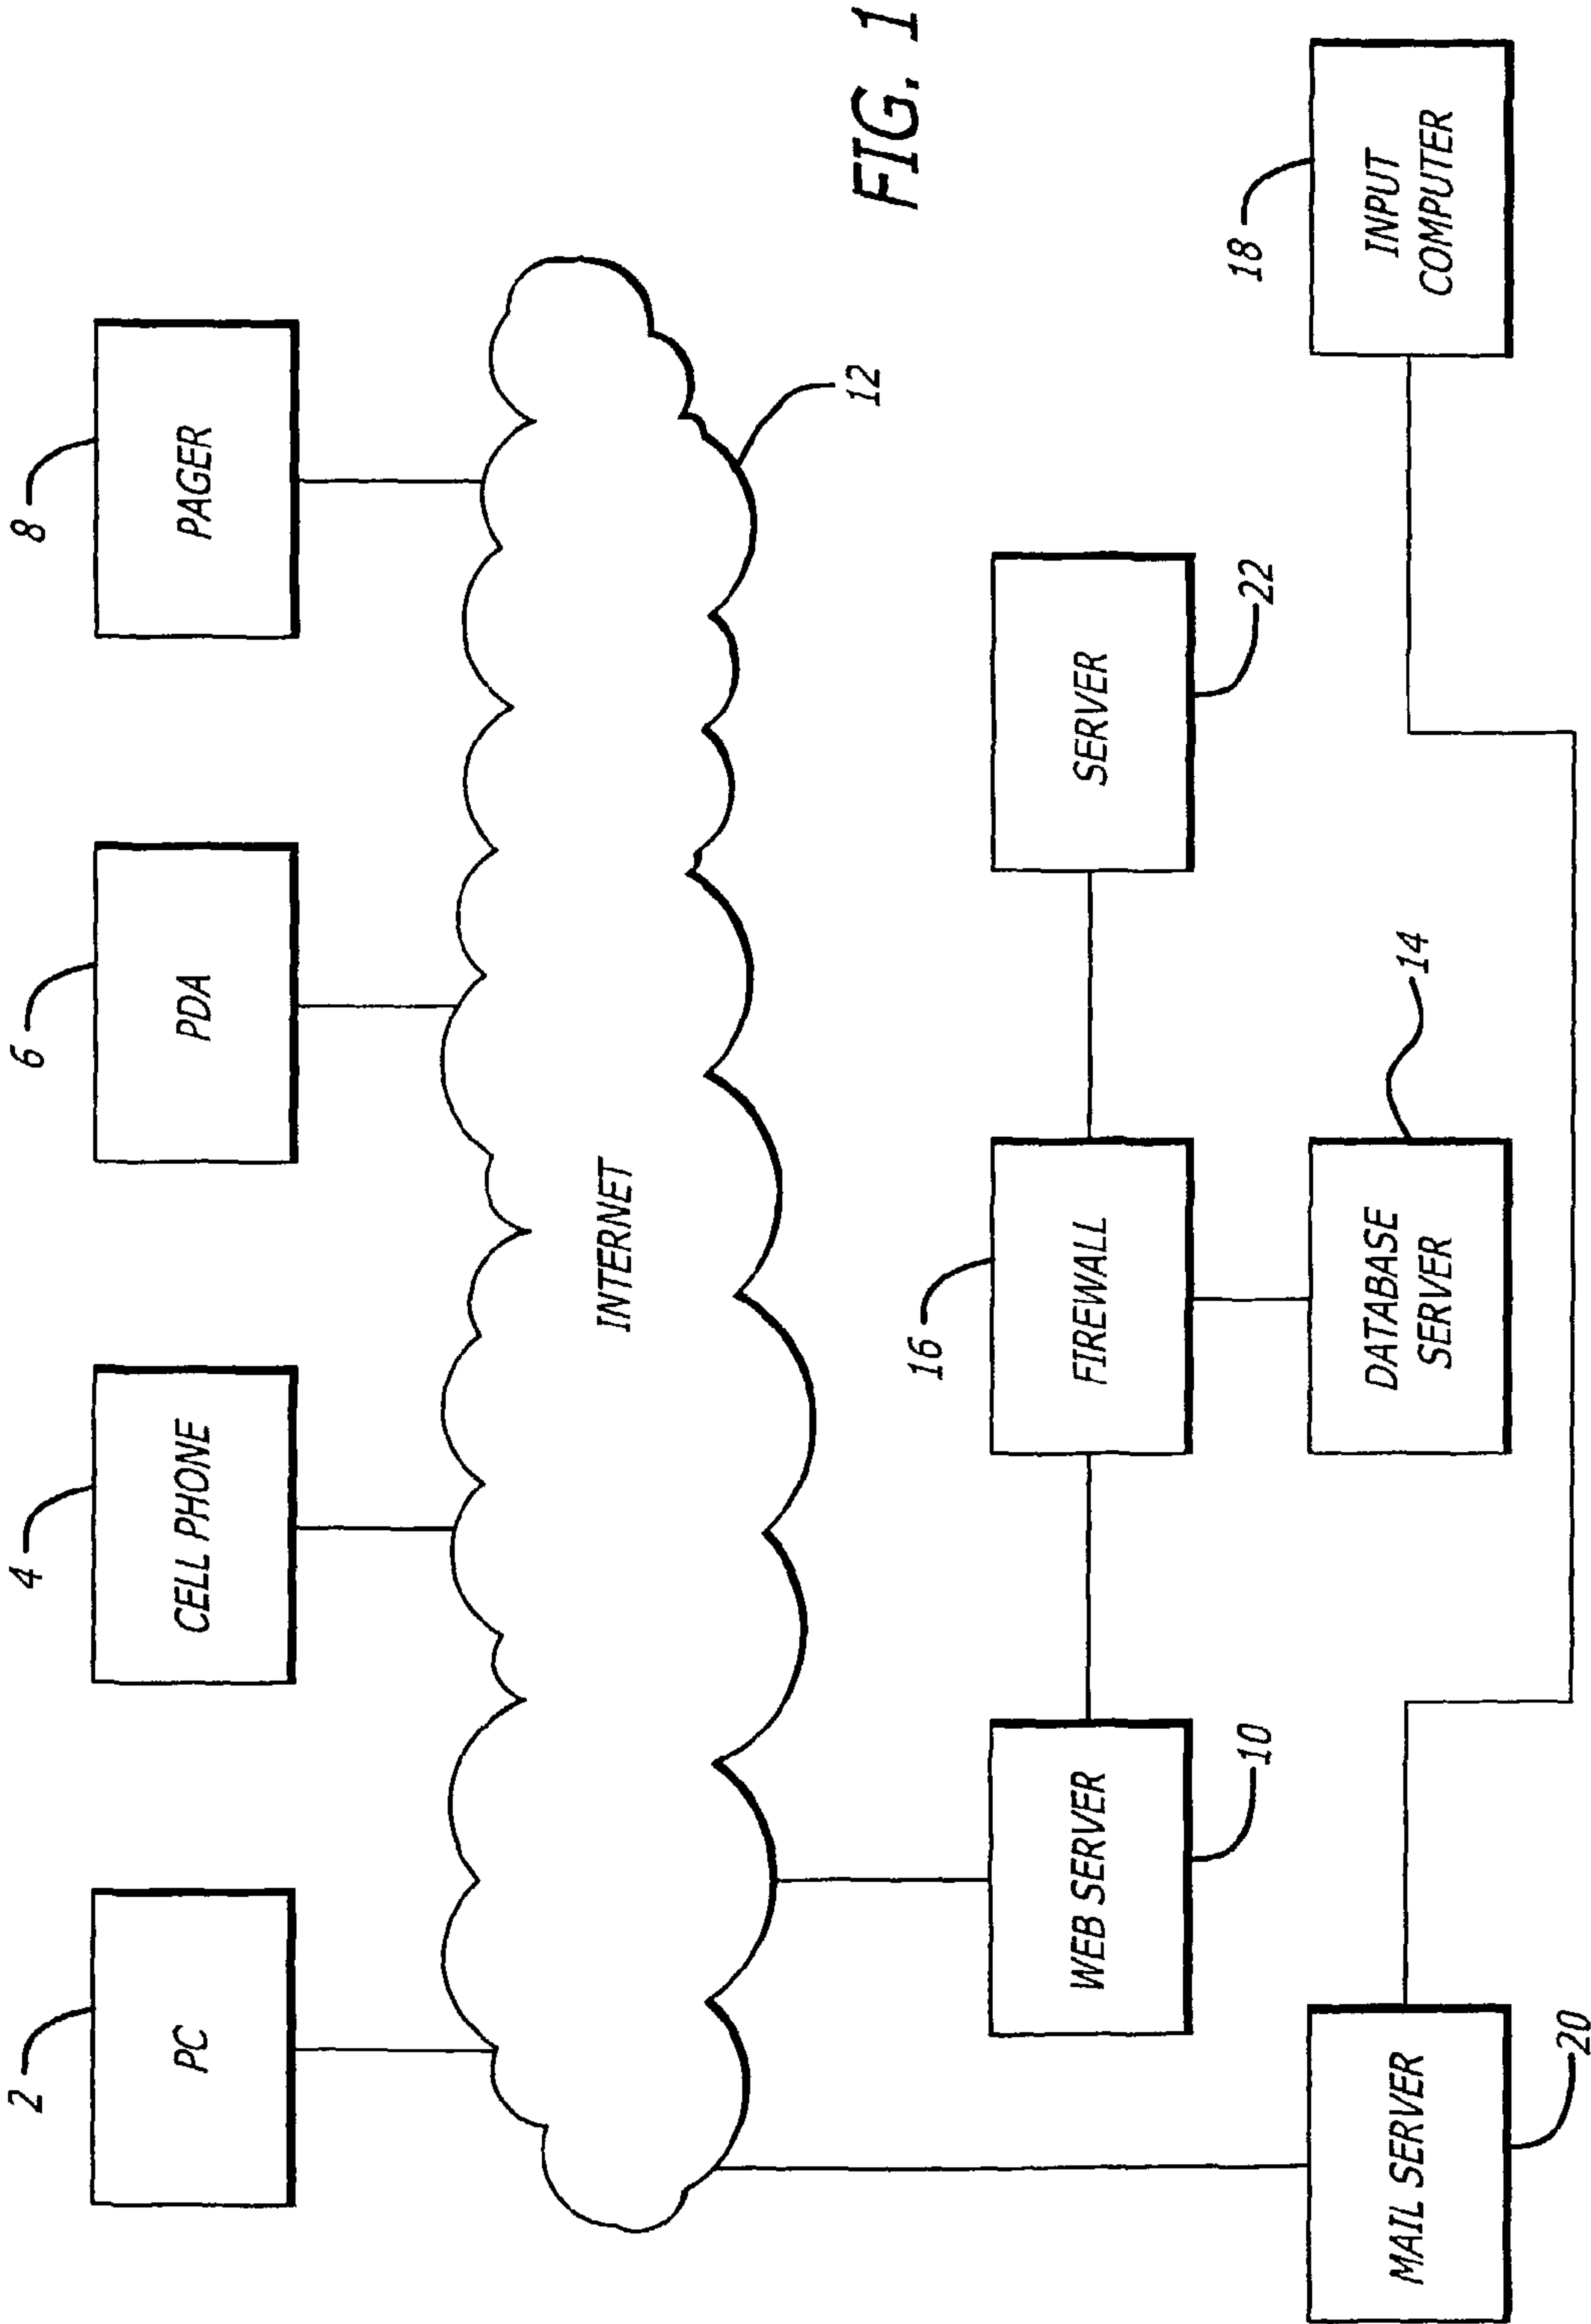 2
4
6
8
PC
CELL PHONE
PDA
PAGER
INTERNET
12
FIG. 1
16
WEB SERVER
FIREWALL
SERVER
10
22
18
14
MAIL SERVER
DATABASE
SERVER
INPUT
COMPUTER
20